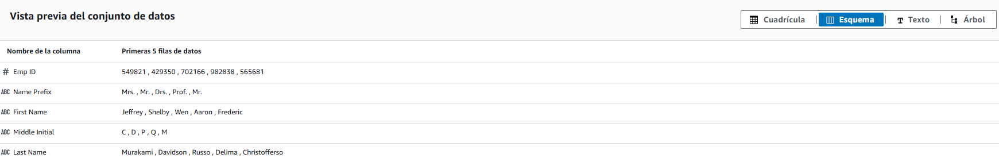 Vista previa del conjunto de datos
Cuadrícula | Esquema | Texto | Árbol
Nombre de la columna Primeras 5 filas de datos
# Emp ID 549821 , 429350 , 702166 , 982838 , 565681
ABC Name Prefix Mrs. , Mr. , Drs. , Prof. , Mr.
ABC First Name Jeffrey , Shelby , Wen , Aaron , Frederic
ABC Middle Initial C , D , P , Q , M
ABC Last Name Murakami , Davidson , Russo , Delima , Christofferso